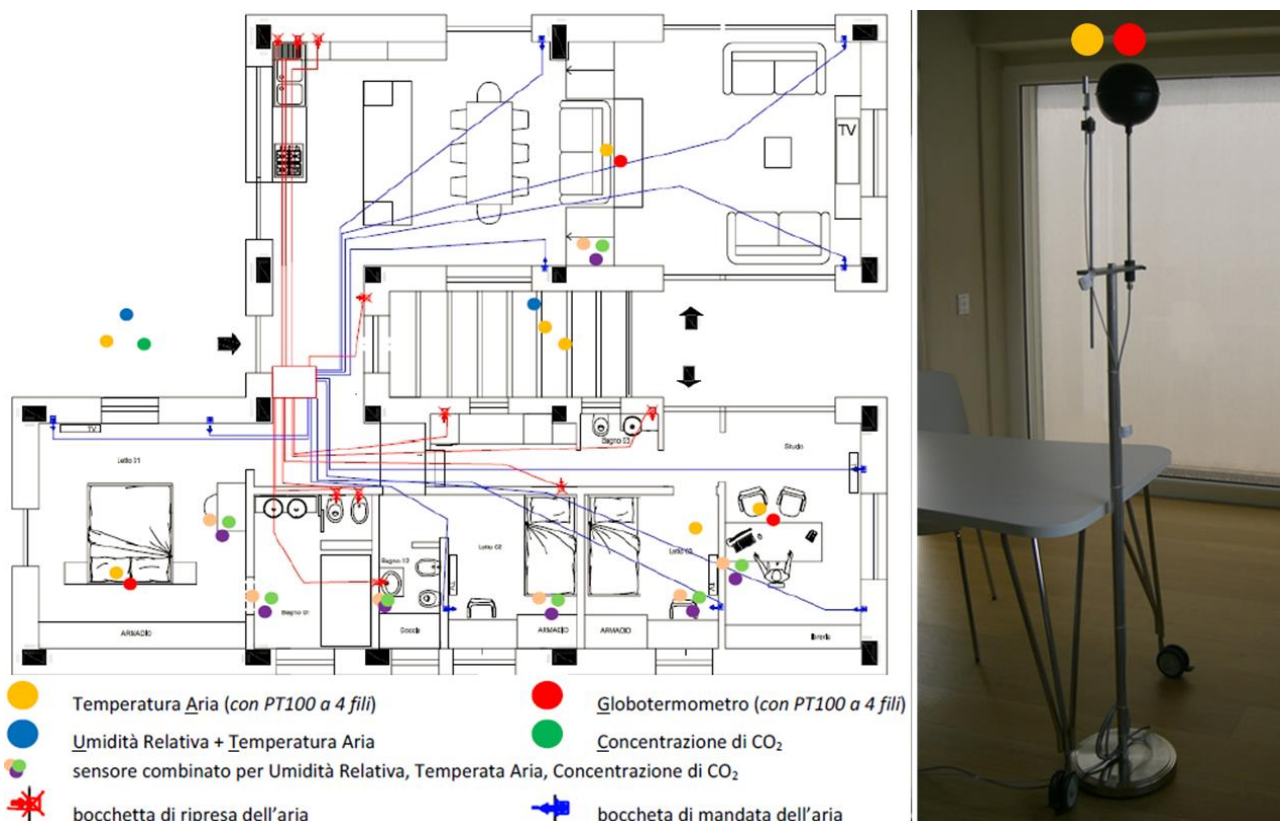 TV
TV
Letto 01
Bagno 03
Studio
Bagno 02
Letto 02
Letto 03
TV
TV
Bagno 01
ARMADIO
Doccia
ARMADIO
ARMADIO
libreria
Temperatura Aria (con PT100 a 4 fili)
Globotermometro (con PT100 a 4 fili)
Umidità Relativa + Temperatura Aria
Concentrazione di CO₂
sensore combinato per Umidità Relativa, Temperata Aria, Concentrazione di CO₂
bocchetta di ripresa dell'aria
boccheta di mandata dell'aria